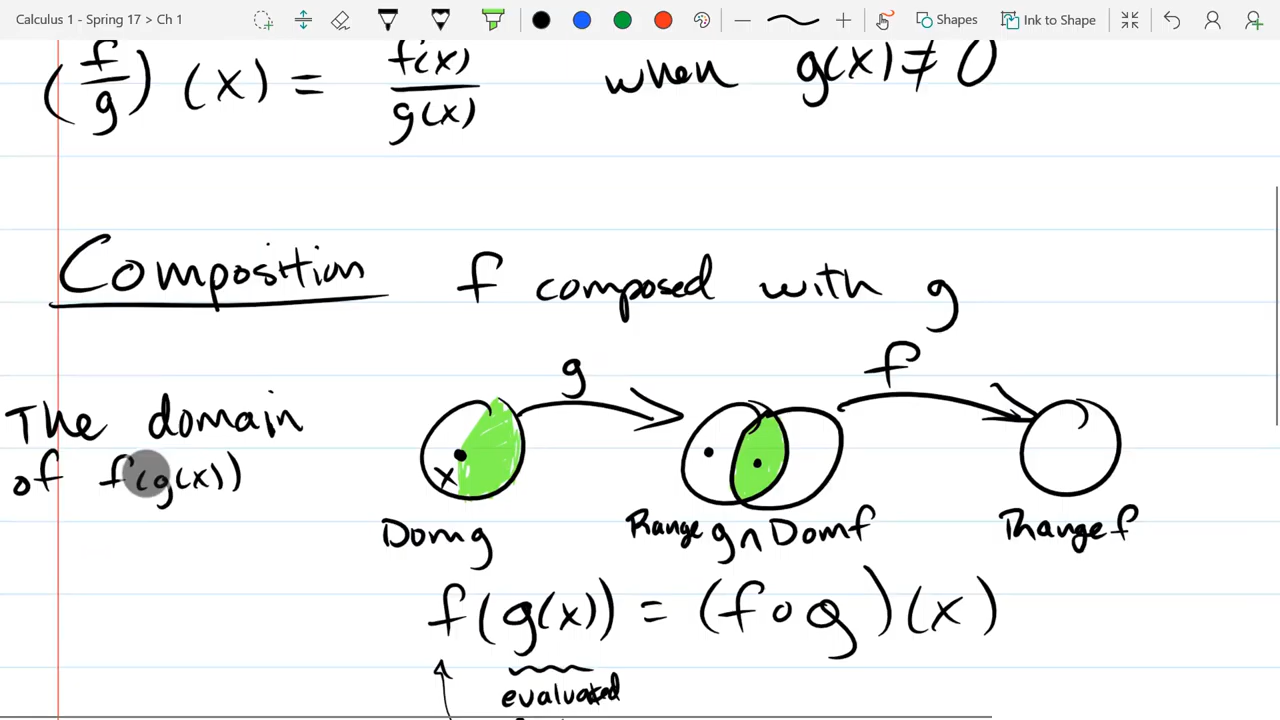 Calculus 1 - Spring 17 > Ch 1
Shapes
Ink to Shape
(f/g)(x) = f(x)/g(x) when g(x) ≠ 0
Composition f composed with g
g f
The domain
of f(g(x))
x
Dom g Range g ∩ Dom f Range f
f(g(x)) = (f ∘ g)(x)
evaluated